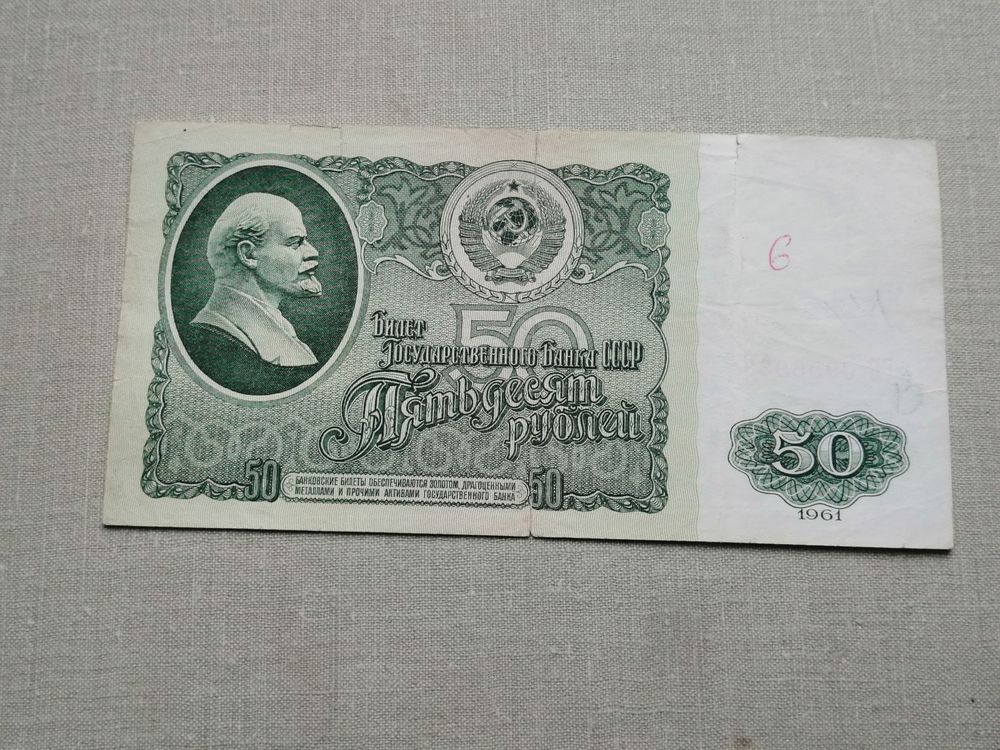 6
50
Билет
Государственного Банка СССР
Пятьдесят
рублей
50
БАНКОВСКИЕ БИЛЕТЫ ОБЕСПЕЧИВАЮТСЯ ЗОЛОТОМ, ДРАГОЦЕННЫМИ
МЕТАЛЛАМИ И ПРОЧИМИ АКТИВАМИ ГОСУДАРСТВЕННОГО БАНКА
50
50
1961